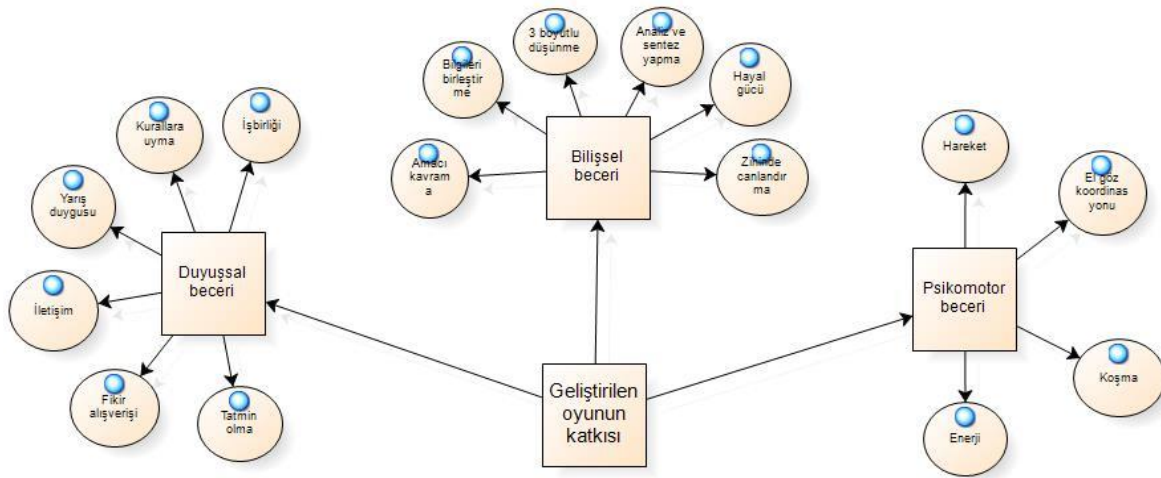 3 boyutlu
düşünme
Analiz ve
sentez
yapma
Bilgileri
birleştir
me
Hayal
gücü
Amacı
kavram
a
Bilişsel
beceri
Zihinde
canlandır
ma
Kurallara
uyma
İşbirliği
Yarış
duygusu
Duyuşsal
beceri
İletişim
Fikir
alışverişi
Tatmin
olma
Hareket
El göz
koordinas
yonu
Psikomotor
beceri
Koşma
Enerji
Geliştirilen
oyunun
katkısı